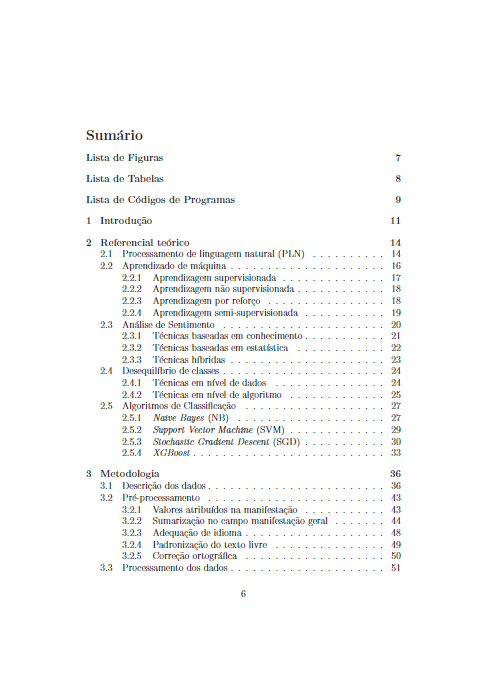 Sumário
Lista de Figuras 7
Lista de Tabelas 8
Lista de Códigos de Programas 9
1 Introdução 11
2 Referencial teórico 14
2.1 Processamento de linguagem natural (PLN) . . . . . . . . . . 14
2.2 Aprendizado de máquina . . . . . . . . . . . . . . . . . . . . 16
2.2.1 Aprendizagem supervisionada . . . . . . . . . . . . . 17
2.2.2 Aprendizagem não supervisionada . . . . . . . . . . . 18
2.2.3 Aprendizagem por reforço . . . . . . . . . . . . . . . 18
2.2.4 Aprendizagem semi-supervisionada . . . . . . . . . . 19
2.3 Análise de Sentimento . . . . . . . . . . . . . . . . . . . . . 20
2.3.1 Técnicas baseadas em conhecimento . . . . . . . . . . 21
2.3.2 Técnicas baseadas em estatística . . . . . . . . . . . . 22
2.3.3 Técnicas híbridas . . . . . . . . . . . . . . . . . . . . 23
2.4 Desequilíbrio de classes . . . . . . . . . . . . . . . . . . . . . 24
2.4.1 Técnicas em nível de dados . . . . . . . . . . . . . . 24
2.4.2 Técnicas em nível de algoritmo . . . . . . . . . . . . 25
2.5 Algoritmos de Classificação . . . . . . . . . . . . . . . . . . 27
2.5.1 Naive Bayes (NB) . . . . . . . . . . . . . . . . . . . 27
2.5.2 Support Vector Machine (SVM) . . . . . . . . . . . . 29
2.5.3 Stochastic Gradient Descent (SGD) . . . . . . . . . . 30
2.5.4 XGBoost . . . . . . . . . . . . . . . . . . . . . . . . 33
3 Metodologia 36
3.1 Descrição dos dados . . . . . . . . . . . . . . . . . . . . . . . 36
3.2 Pré-processamento . . . . . . . . . . . . . . . . . . . . . . . 43
3.2.1 Valores atribuídos na manifestação . . . . . . . . . . 43
3.2.2 Sumarização no campo manifestação geral . . . . . . 44
3.2.3 Adequação de idioma . . . . . . . . . . . . . . . . . . 48
3.2.4 Padronização do texto livre . . . . . . . . . . . . . . 49
3.2.5 Correção ortográfica . . . . . . . . . . . . . . . . . . 50
3.3 Processamento dos dados . . . . . . . . . . . . . . . . . . . . 51
6